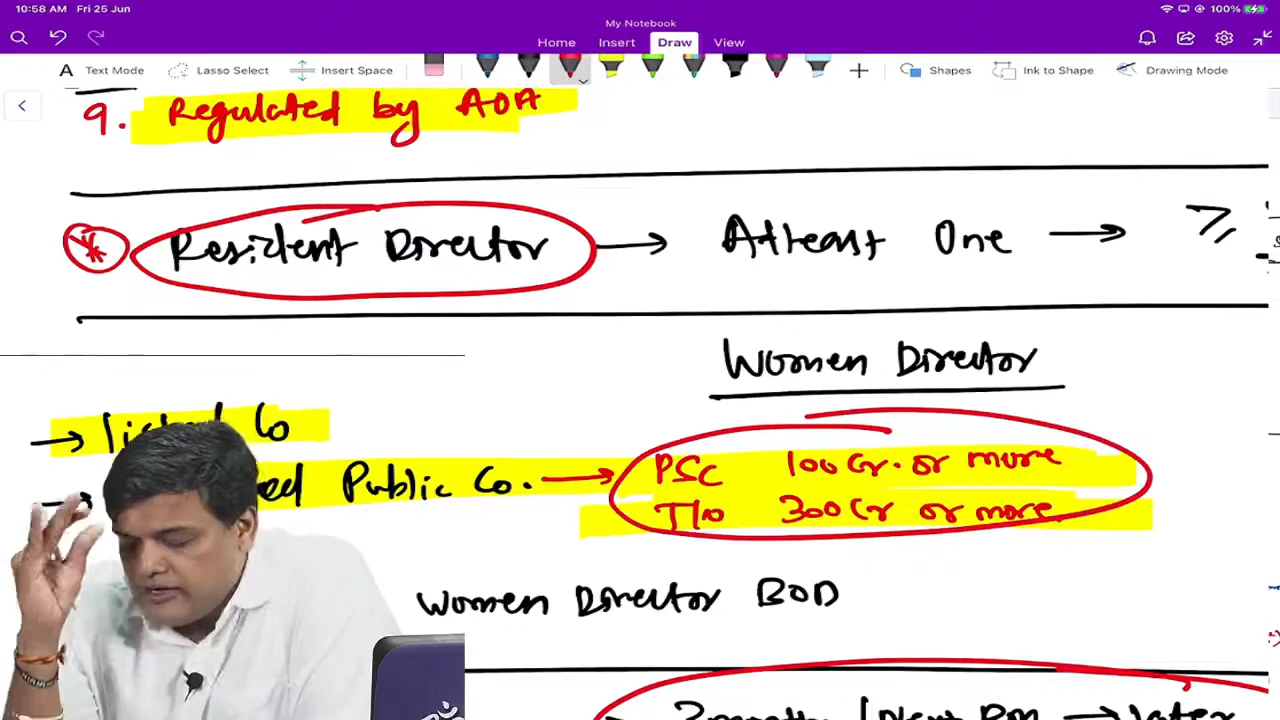 10:58 AM Fri 25 Jun
100%
My Notebook
Home Insert Draw View
Text Mode Lasso Select Insert Space Shapes Ink to Shape Drawing Mode
9. Regulated by AOA
* Resident Director → Atleast One → ≥
Women Director
→ Co
Public Co. → PSC 100 Cr. or more
T/o 300 Cr or more
Women Director BOD
later